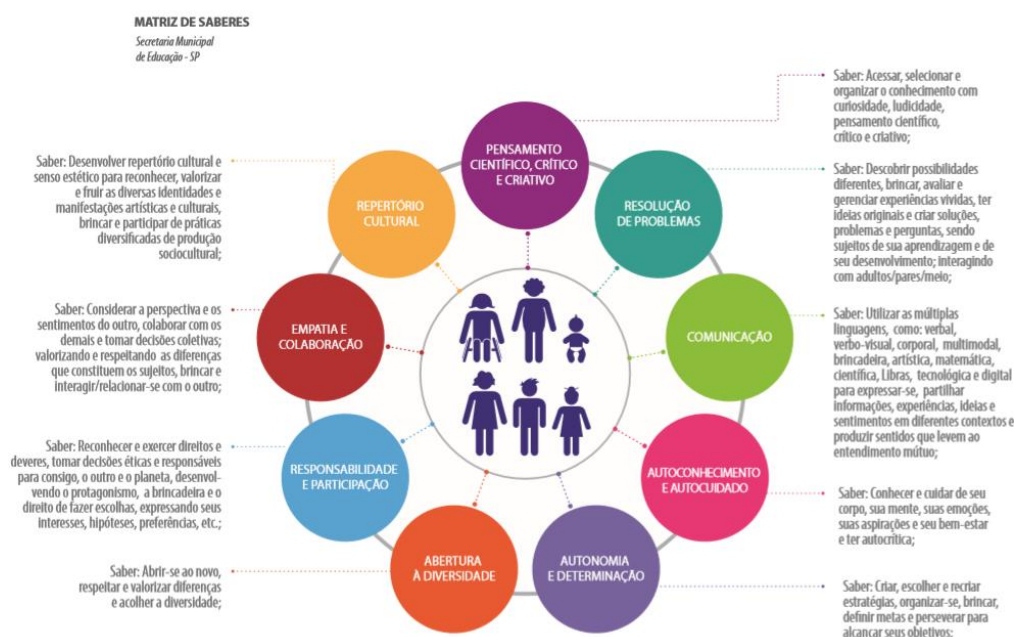 MATRIZ DE SABERES
Secretaria Municipal
de Educação - SP
PENSAMENTO
CIENTÍFICO, CRÍTICO
E CRIATIVO
Saber: Acessar, selecionar e
organizar o conhecimento com
curiosidade, ludicidade,
pensamento científico,
crítico e criativo;
RESOLUÇÃO
DE PROBLEMAS
Saber: Descobrir possibilidades
diferentes, brincar, avaliar e
gerenciar experiências vividas, ter
ideias originais e criar soluções,
problemas e perguntas, sendo
sujeitos de sua aprendizagem e de
seu desenvolvimento; interagindo
com adultos/pares/meio;
COMUNICAÇÃO
Saber: Utilizar as múltiplas
linguagens, como: verbal,
verbo-visual, corporal, multimodal,
brincadeira, artística, matemática,
científica, Libras, tecnológica e digital
para expressar-se, partilhar
informações, experiências, ideias e
sentimentos em diferentes contextos e
produzir sentidos que levem ao
entendimento mútuo;
AUTOCONHECIMENTO
E AUTOCUIDADO
Saber: Conhecer e cuidar de seu
corpo, sua mente, suas emoções,
suas aspirações e seu bem-estar
e ter autocrítica;
AUTONOMIA
E DETERMINAÇÃO
Saber: Criar, escolher e recriar
estratégias, organizar-se, brincar,
definir metas e perseverar para
alcançar seus objetivos;
ABERTURA
À DIVERSIDADE
Saber: Abrir-se ao novo,
respeitar e valorizar diferenças
e acolher a diversidade;
RESPONSABILIDADE
E PARTICIPAÇÃO
Saber: Reconhecer e exercer direitos e
deveres, tomar decisões éticas e responsáveis
para consigo, o outro e o planeta, desenvol-
vendo o protagonismo, a brincadeira e o
direito de fazer escolhas, expressando seus
interesses, hipóteses, preferências, etc.;
EMPATIA E
COLABORAÇÃO
Saber: Considerar a perspectiva e os
sentimentos do outro, colaborar com os
demais e tomar decisões coletivas;
valorizando e respeitando as diferenças
que constituem os sujeitos, brincar e
interagir/relacionar-se com o outro;
REPERTÓRIO
CULTURAL
Saber: Desenvolver repertório cultural e
senso estético para reconhecer, valorizar
e fruir as diversas identidades e
manifestações artísticas e culturais,
brincar e participar de práticas
diversificadas de produção
sociocultural;